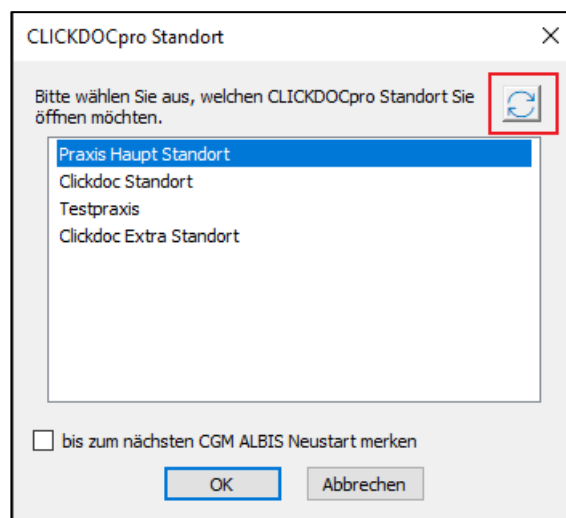 CLICKDOCpro Standort
Bitte wählen Sie aus, welchen CLICKDOCpro Standort Sie
öffnen möchten.
Praxis Haupt Standort
Clickdoc Standort
Testpraxis
Clickdoc Extra Standort
bis zum nächsten CGM ALBIS Neustart merken
OK
Abbrechen